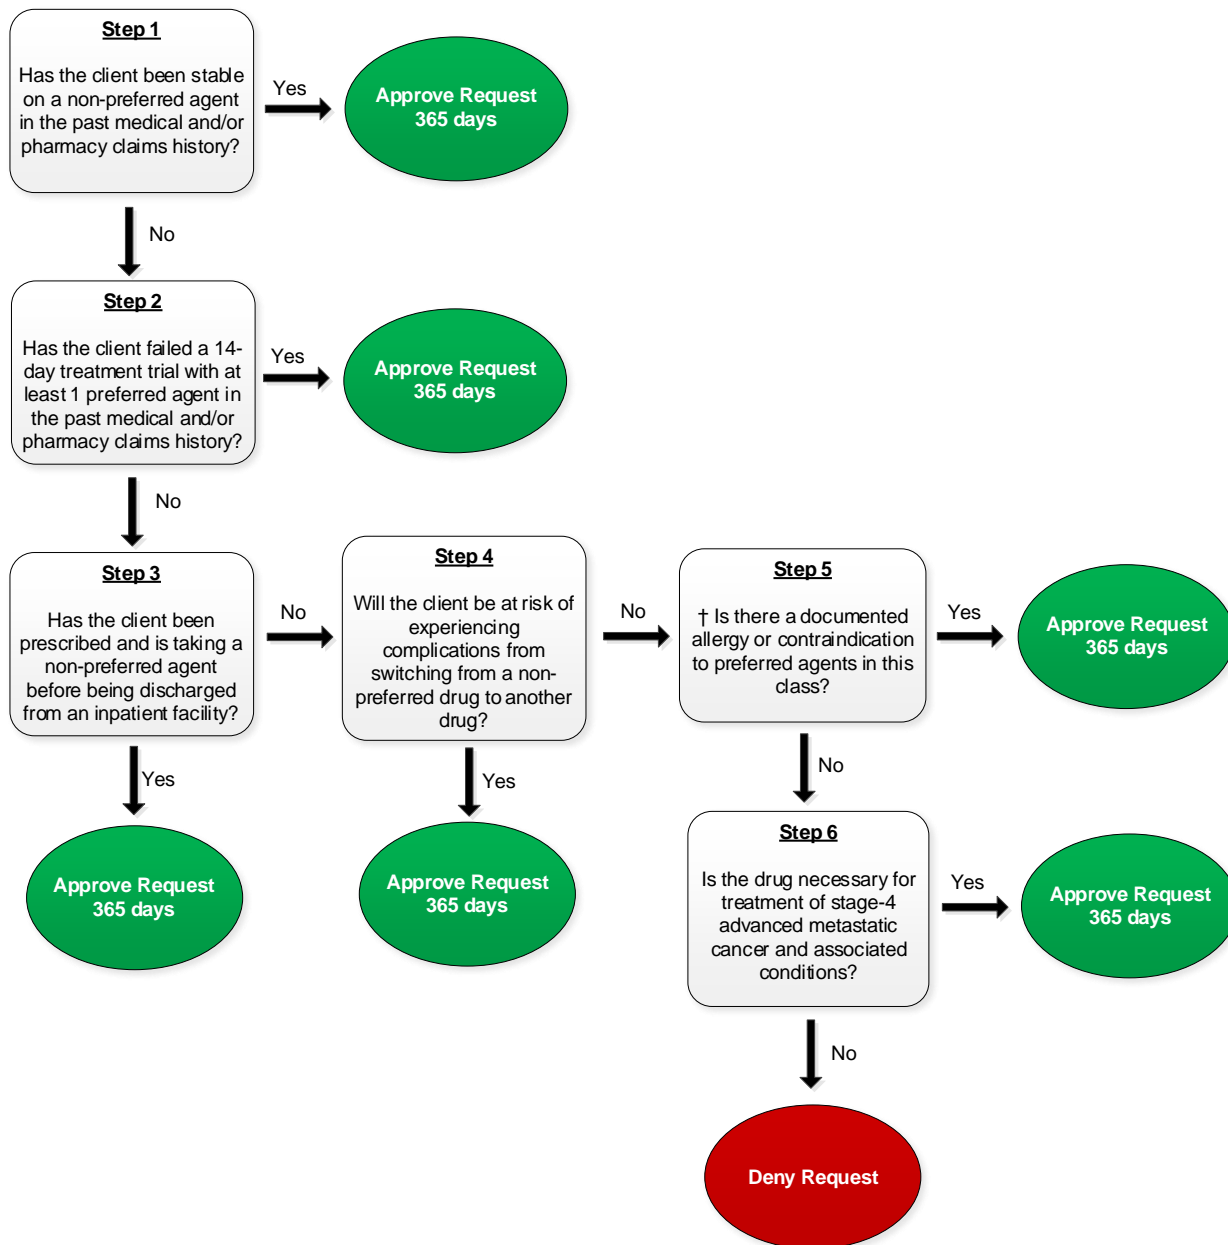 Step 1
Has the client been stable
on a non-preferred agent
in the past medical and/or
pharmacy claims history?
Yes
Approve Request
365 days
No
Step 2
Has the client failed a 14-
day treatment trial with at
least 1 preferred agent in
the past medical and/or
pharmacy claims history?
Yes
Approve Request
365 days
No
Step 3
Has the client been
prescribed and is taking a
non-preferred agent
before being discharged
from an inpatient facility?
No
Yes
Approve Request
365 days
Step 4
Will the client be at risk of
experiencing
complications from
switching from a non-
preferred drug to another
drug?
No
Yes
Approve Request
365 days
Step 5
† Is there a documented
allergy or contraindication
to preferred agents in this
class?
Yes
Approve Request
365 days
No
Step 6
Is the drug necessary for
treatment of stage-4
advanced metastatic
cancer and associated
conditions?
Yes
Approve Request
365 days
No
Deny Request